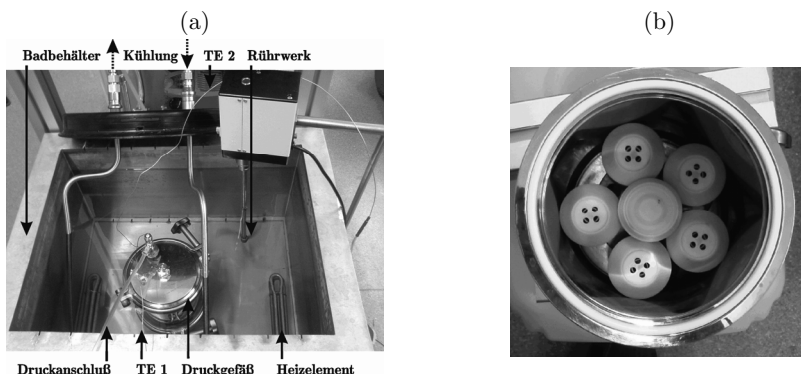 (a)
(b)
Badbehälter Kühlung TE 2 Rührwerk
Druckanschluß TE 1 Druckgefäß Heizelement